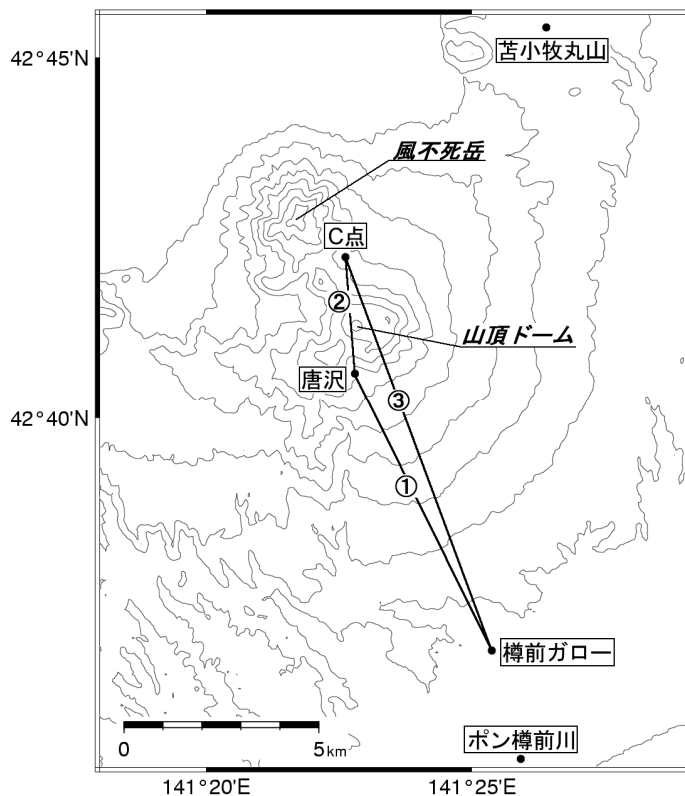 42°45'N
苫小牧丸山
風不死岳
C点
②
山頂ドーム
唐沢
③
42°40'N
①
樽前ガロー
ポン樽前川
0 5km
141°20'E 141°25'E